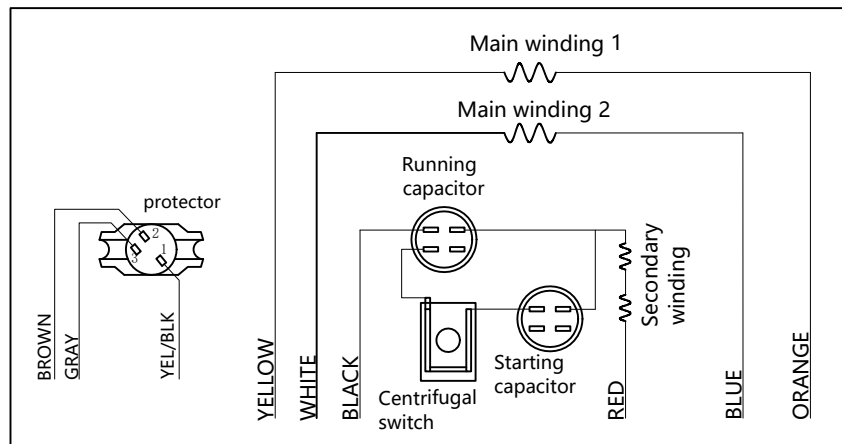 Main winding 1
Main winding 2
Running
capacitor
protector
2
1
3
Secondary
winding
Starting
capacitor
Centrifugal
switch
BROWN
GRAY
YEL/BLK
YELLOW
WHITE
BLACK
RED
BLUE
ORANGE